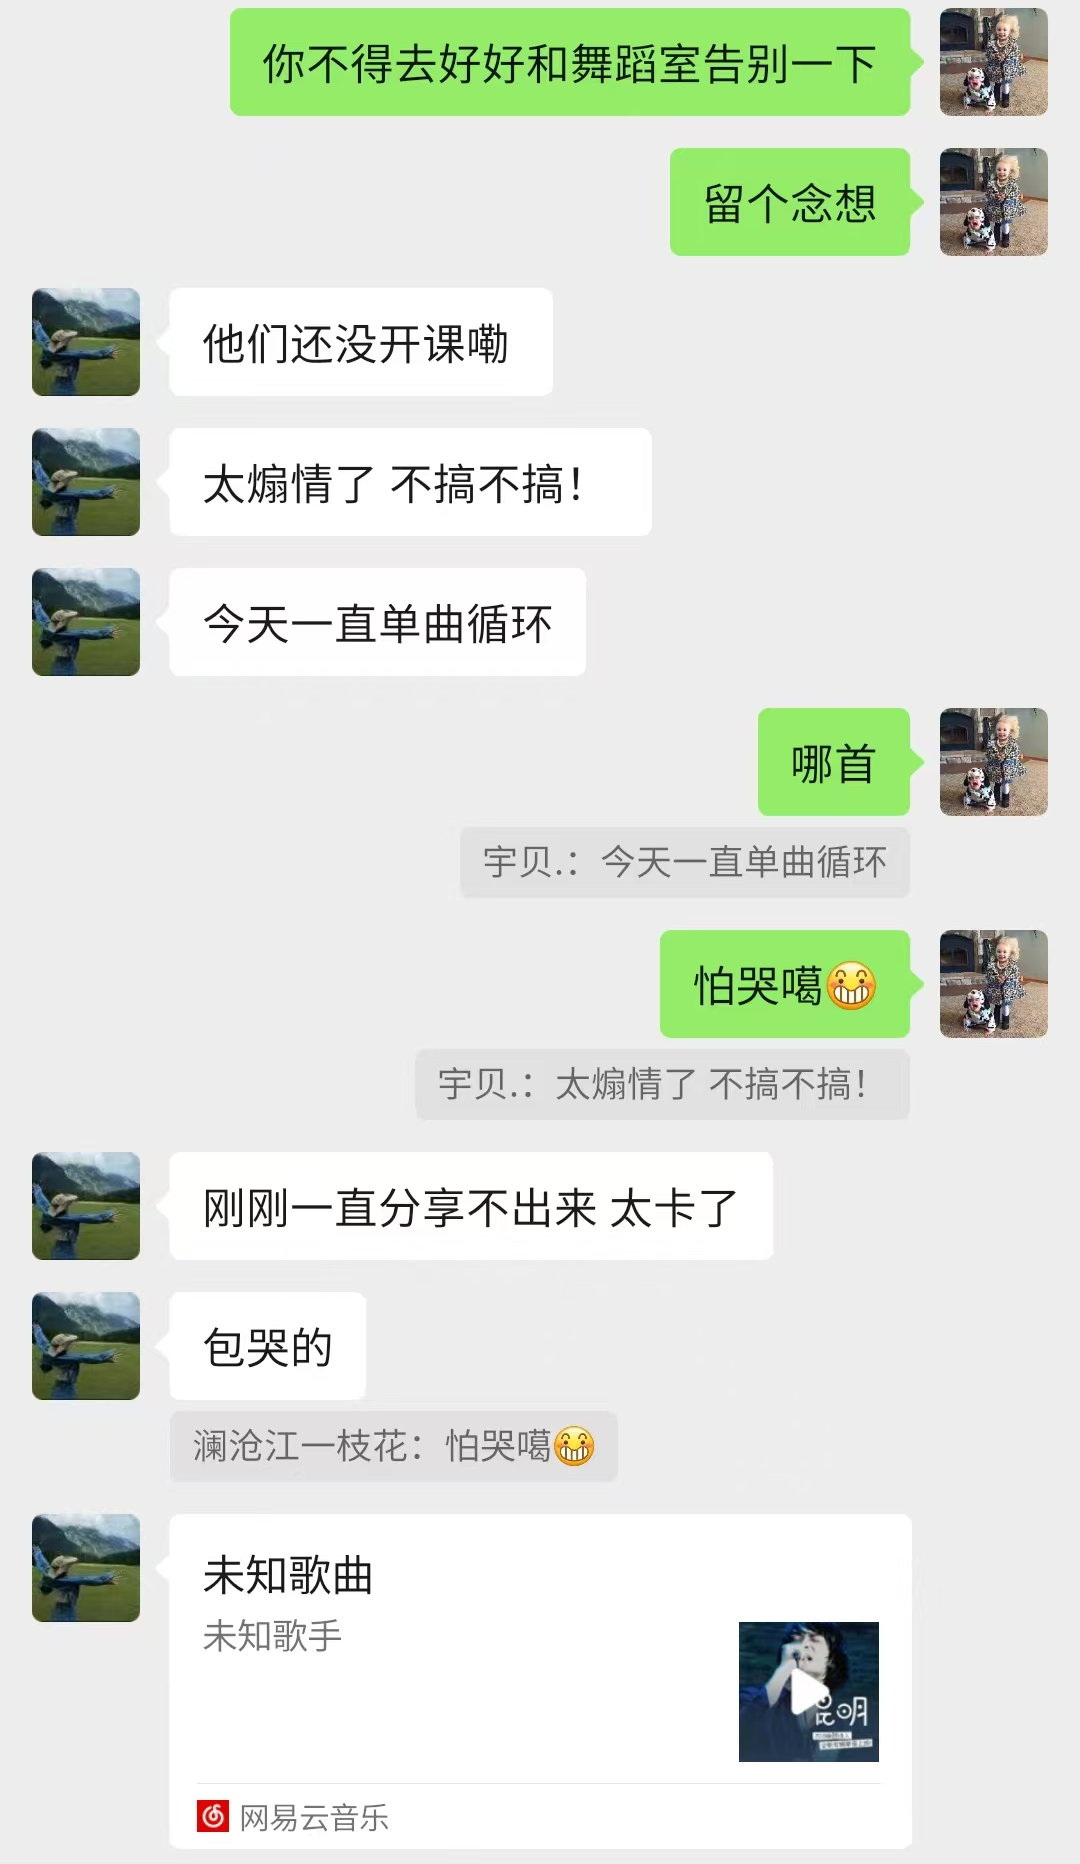 你不得去好好和舞蹈室告别一下
留个念想
他们还没开课嘞
太煽情了 不搞不搞！
今天一直单曲循环
哪首
宇贝.：今天一直单曲循环
怕哭噶😁
宇贝.：太煽情了 不搞不搞！
刚刚一直分享不出来 太卡了
包哭的
澜沧江一枝花：怕哭噶😁
未知歌曲
未知歌手
昆明
网易云音乐